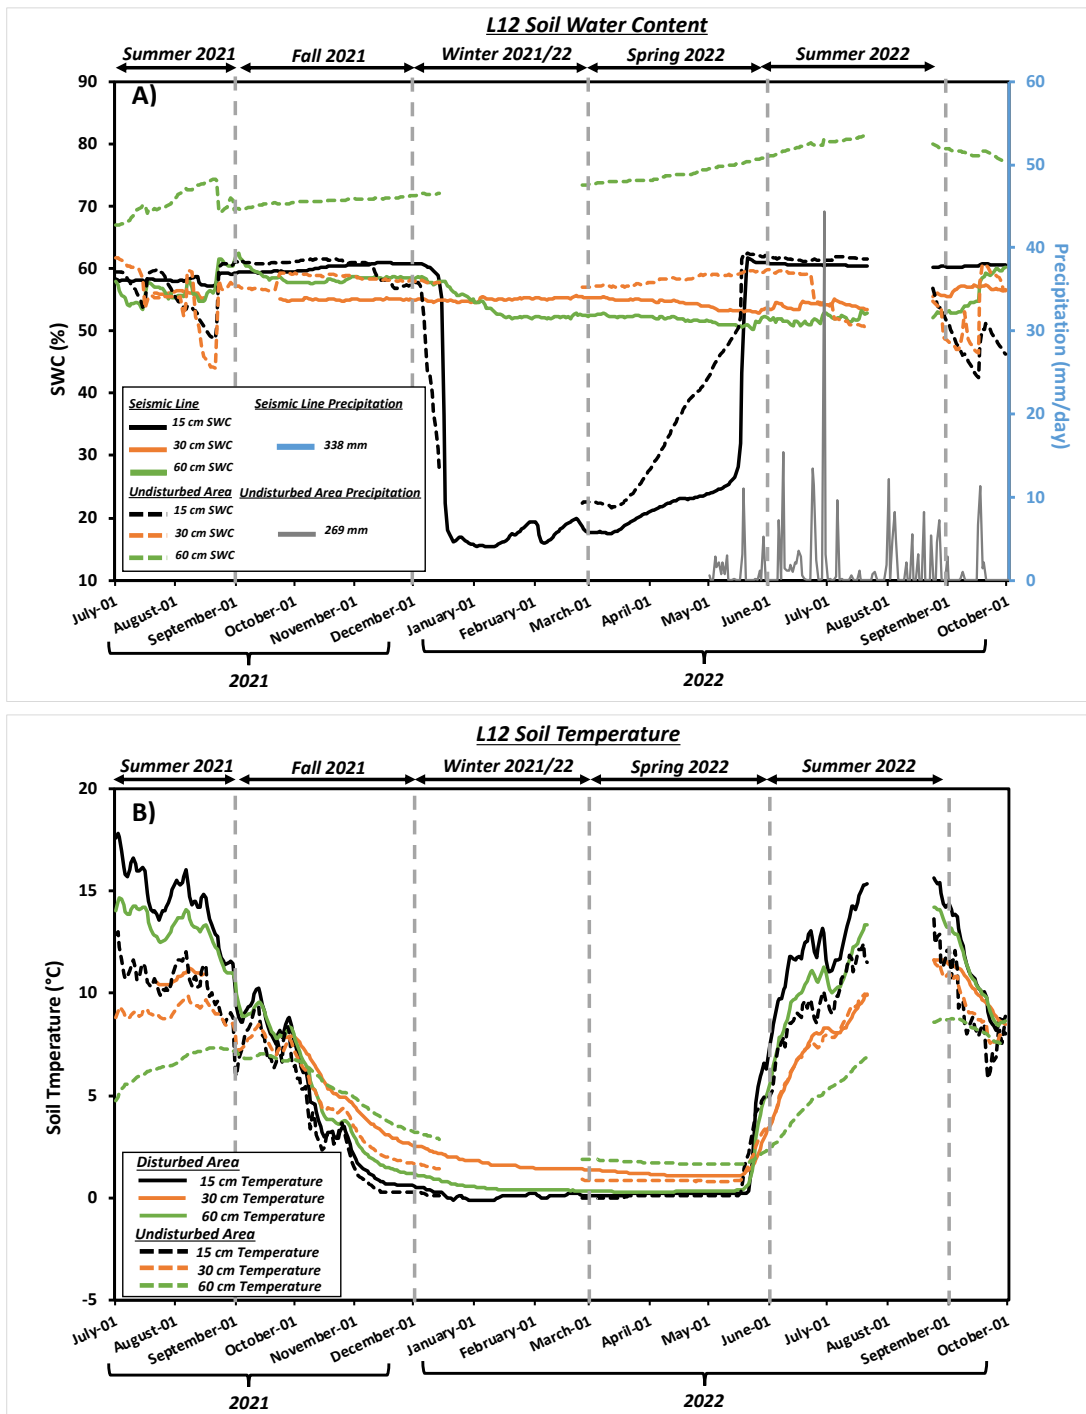 L12 Soil Water Content
Summer 2021
Fall 2021
Winter 2021/22
Spring 2022
Summer 2022
A)
90
80
70
60
50
40
30
20
10
SWC (%)
60
50
40
30
20
10
0
Precipitation (mm/day)
Seismic Line
Seismic Line Precipitation
15 cm SWC
338 mm
30 cm SWC
60 cm SWC
Undisturbed Area
Undisturbed Area Precipitation
15 cm SWC
269 mm
30 cm SWC
60 cm SWC
July-01
August-01
September-01
October-01
November-01
December-01
January-01
February-01
March-01
April-01
May-01
June-01
July-01
August-01
September-01
October-01
2021
2022
L12 Soil Temperature
Summer 2021
Fall 2021
Winter 2021/22
Spring 2022
Summer 2022
B)
20
15
10
5
0
-5
Soil Tmperature (°C)
Disturbed Area
15 cm Temperature
30 cm Temperature
60 cm Temperature
Undisturbed Area
15 cm Temperature
30 cm Temperature
60 cm Temperature
July-01
August-01
September-01
October-01
November-01
December-01
January-01
February-01
March-01
April-01
May-01
June-01
July-01
August-01
September-01
October-01
2021
2022